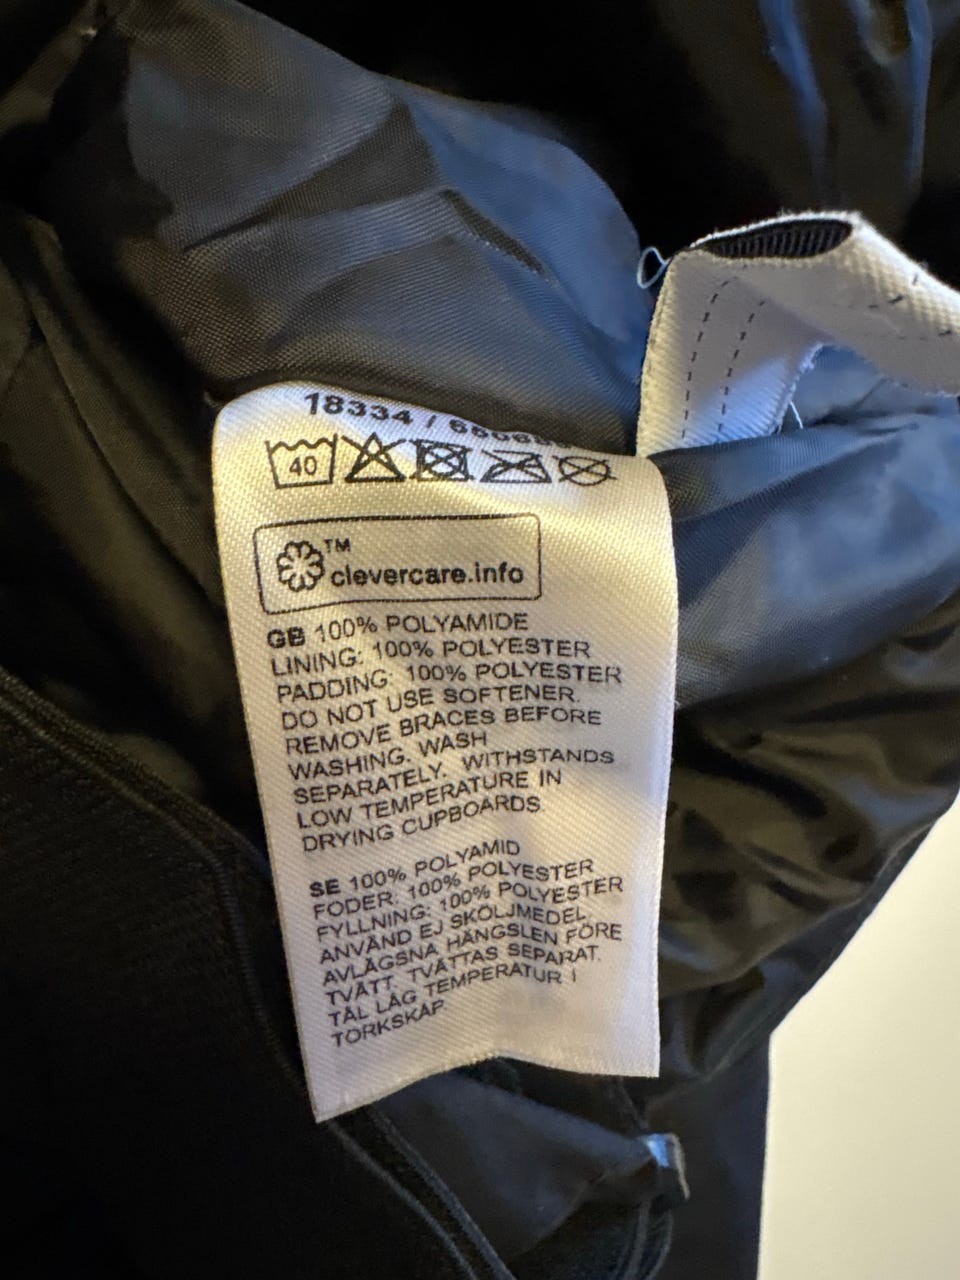 18334 /
40
TM
clevercare.info
GB 100% POLYAMIDE
LINING: 100% POLYESTER
PADDING: 100% POLYESTER
DO NOT USE SOFTENER.
REMOVE BRACES BEFORE
WASHING. WASH
SEPARATELY. WITHSTANDS
LOW TEMPERATURE IN
DRYING CUPBOARDS.
SE 100% POLYAMID
FODER: 100% POLYESTER
FYLLNING: 100% POLYESTER
ANVÄND EJ SKÖLJMEDEL.
AVLÄGSNA HÄNGSLEN FÖRE
TVÄTT. TVÄTTAS SEPARAT.
TÅL LÅG TEMPERATUR I
TORKSKÅP